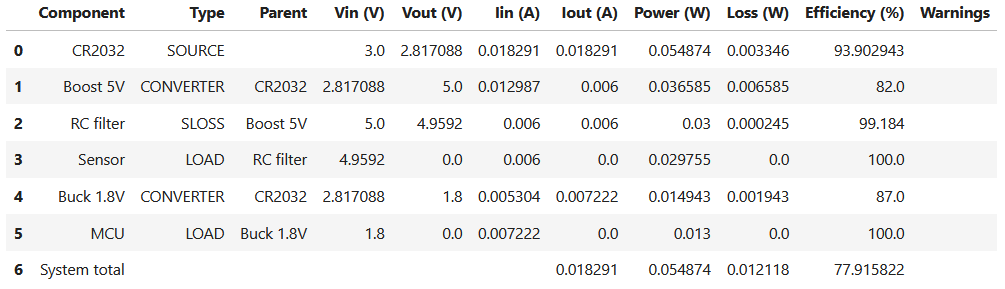 Component Type Parent Vin (V) Vout (V) Iin (A) Iout (A) Power (W) Loss (W) Efficiency (%) Warnings
0 CR2032 SOURCE 3.0 2.817088 0.018291 0.018291 0.054874 0.003346 93.902943
1 Boost 5V CONVERTER CR2032 2.817088 5.0 0.012987 0.006 0.036585 0.006585 82.0
2 RC filter SLOSS Boost 5V 5.0 4.9592 0.006 0.006 0.03 0.000245 99.184
3 Sensor LOAD RC filter 4.9592 0.0 0.006 0.0 0.029755 0.0 100.0
4 Buck 1.8V CONVERTER CR2032 2.817088 1.8 0.005304 0.007222 0.014943 0.001943 87.0
5 MCU LOAD Buck 1.8V 1.8 0.0 0.007222 0.0 0.013 0.0 100.0
6 System total 0.018291 0.054874 0.012118 77.915822